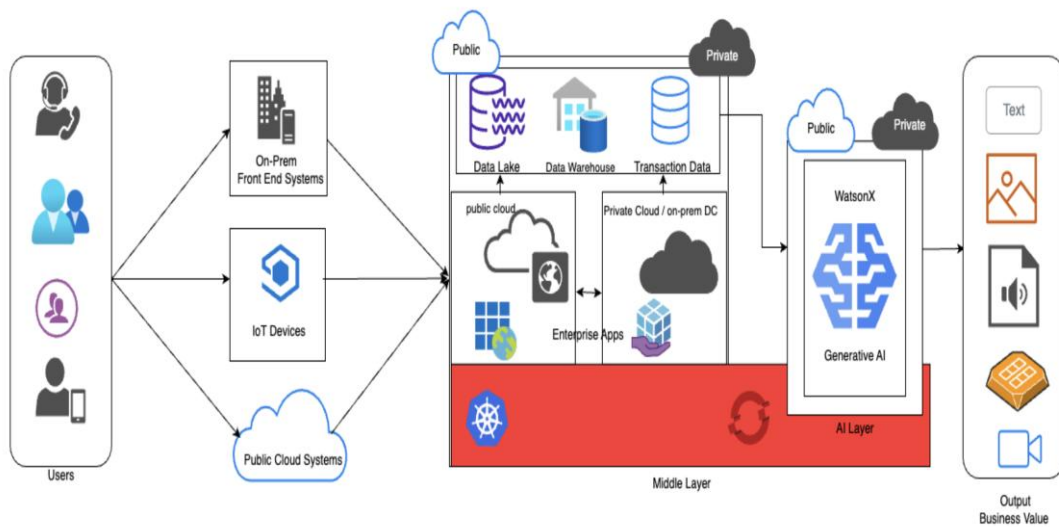 Users
On-Prem
Front End Systems
IoT Devices
Public Cloud Systems
Public
Private
Data Lake
Data Warehouse
Transaction Data
public cloud
Private Cloud / on-prem DC
Enterprise Apps
Middle Layer
Public
Private
WatsonX
Generative AI
AI Layer
Text
Output
Business Value